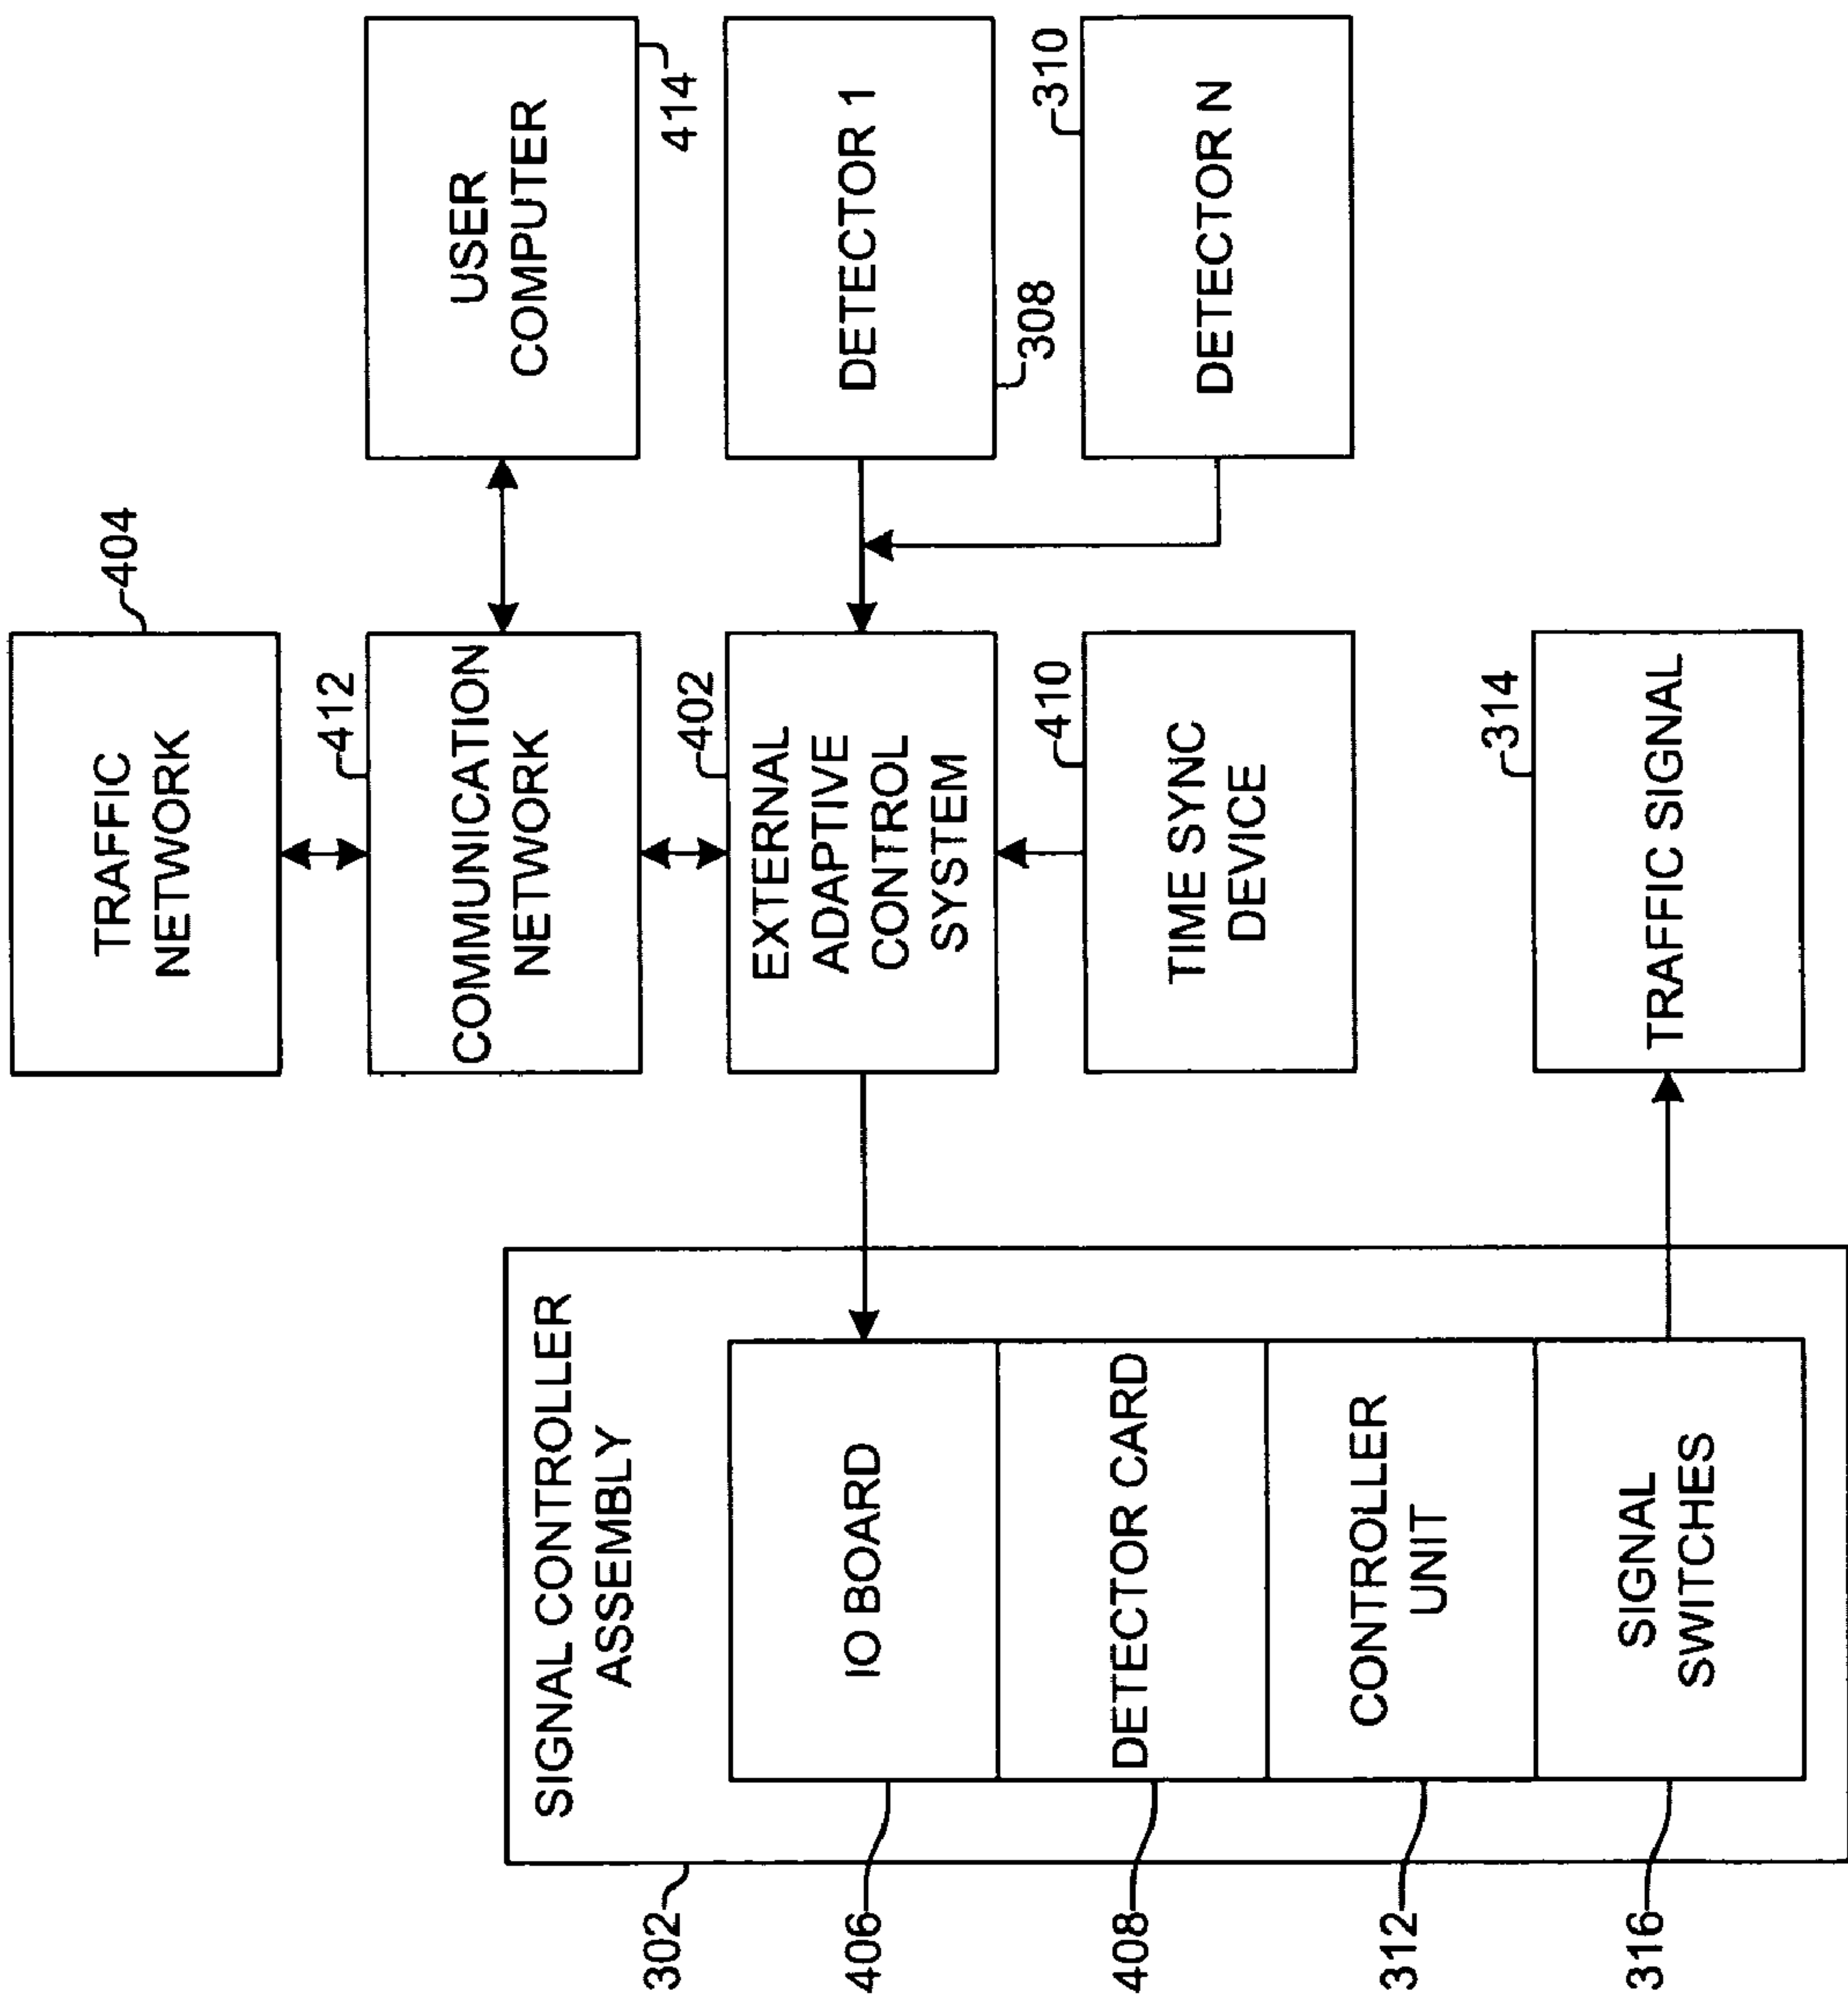 TRAFFIC
NETWORK
404
COMMUNICATION
NETWORK
412
USER
COMPUTER
414
EXTERNAL
ADAPTIVE
CONTROL
SYSTEM
402
DETECTOR 1
308
DETECTOR N
310
TIME SYNC
DEVICE
410
TRAFFIC SIGNAL
314
SIGNAL CONTROLLER
ASSEMBLY
302
IO BOARD
406
DETECTOR CARD
408
CONTROLLER
UNIT
312
SIGNAL
SWITCHES
316